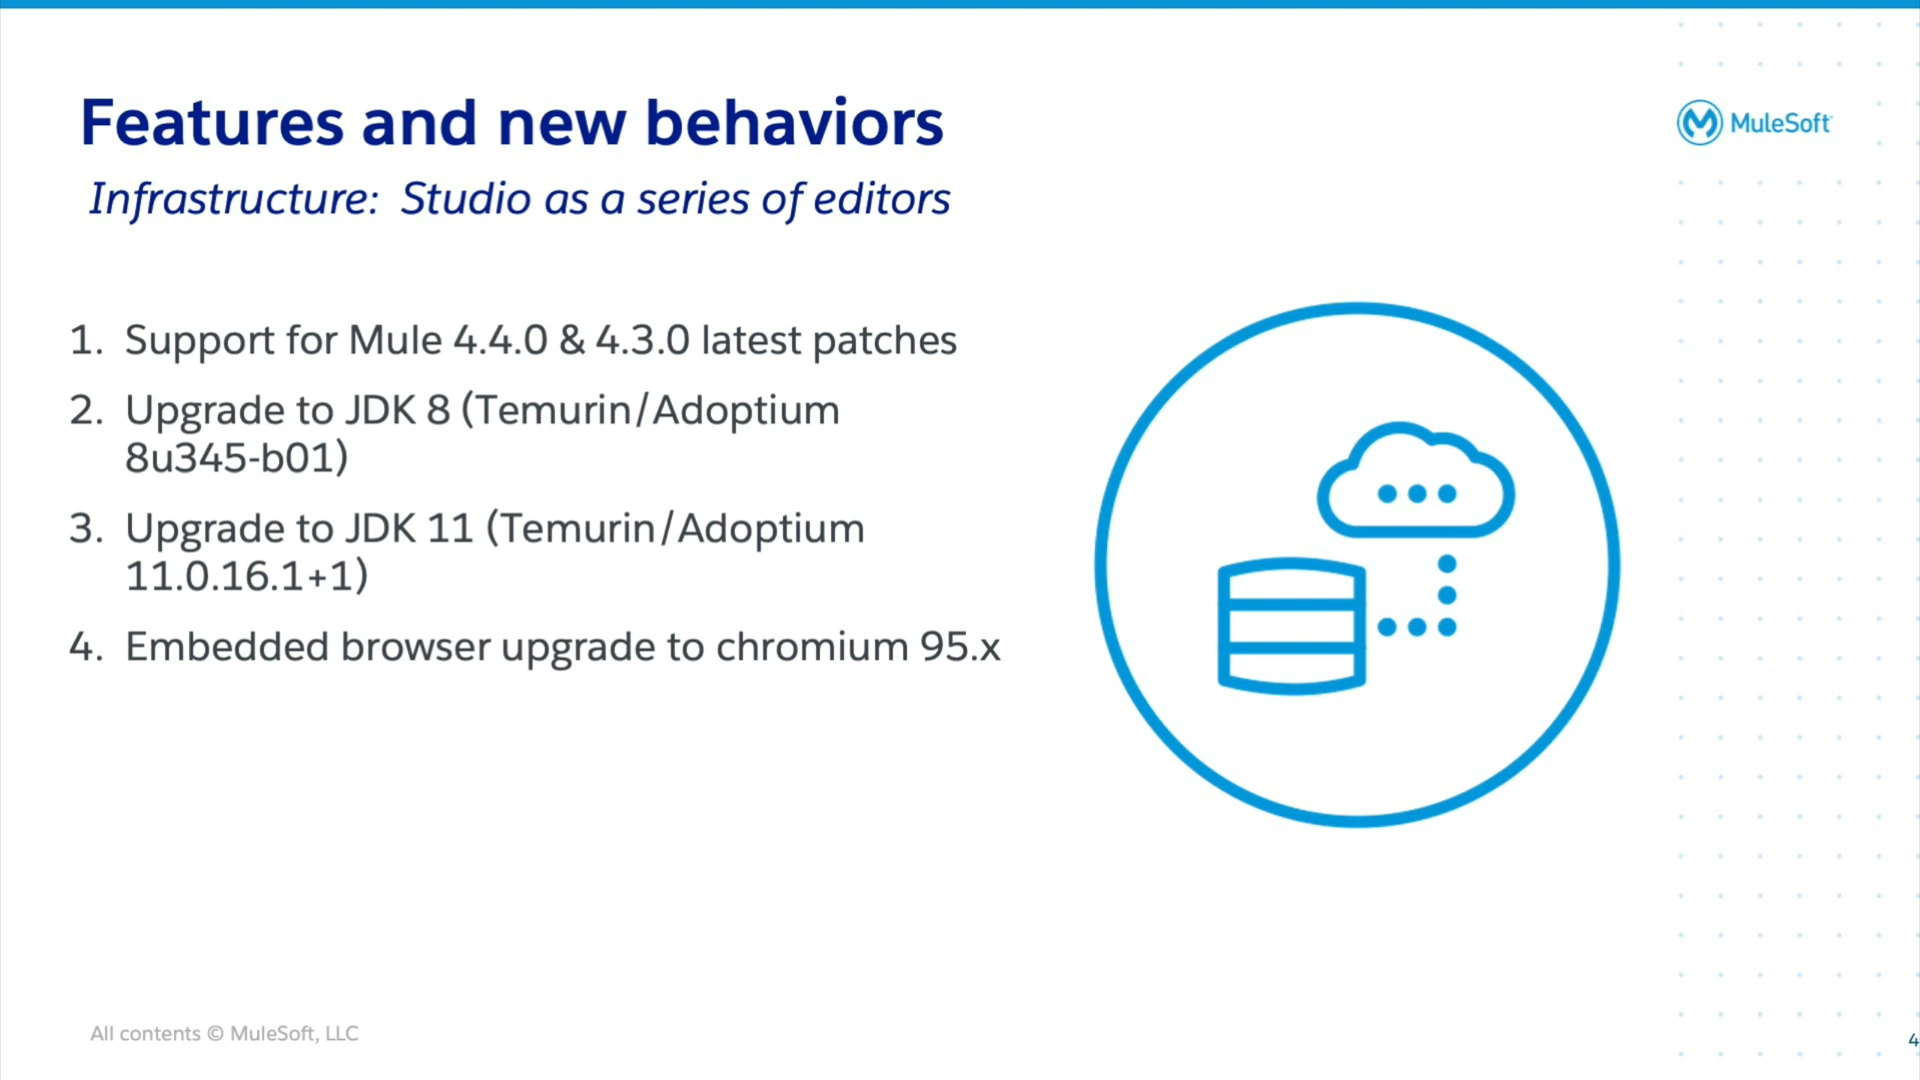 Features and new behaviors
MuleSoft
Infrastructure: Studio as a series of editors
1. Support for Mule 4.4.0 & 4.3.0 latest patches
2. Upgrade to JDK 8 (Temurin/Adoptium
8u345-b01)
3. Upgrade to JDK 11 (Temurin/Adoptium
11.0.16.1+1)
4. Embedded browser upgrade to chromium 95.x
All contents © MuleSoft, LLC
4